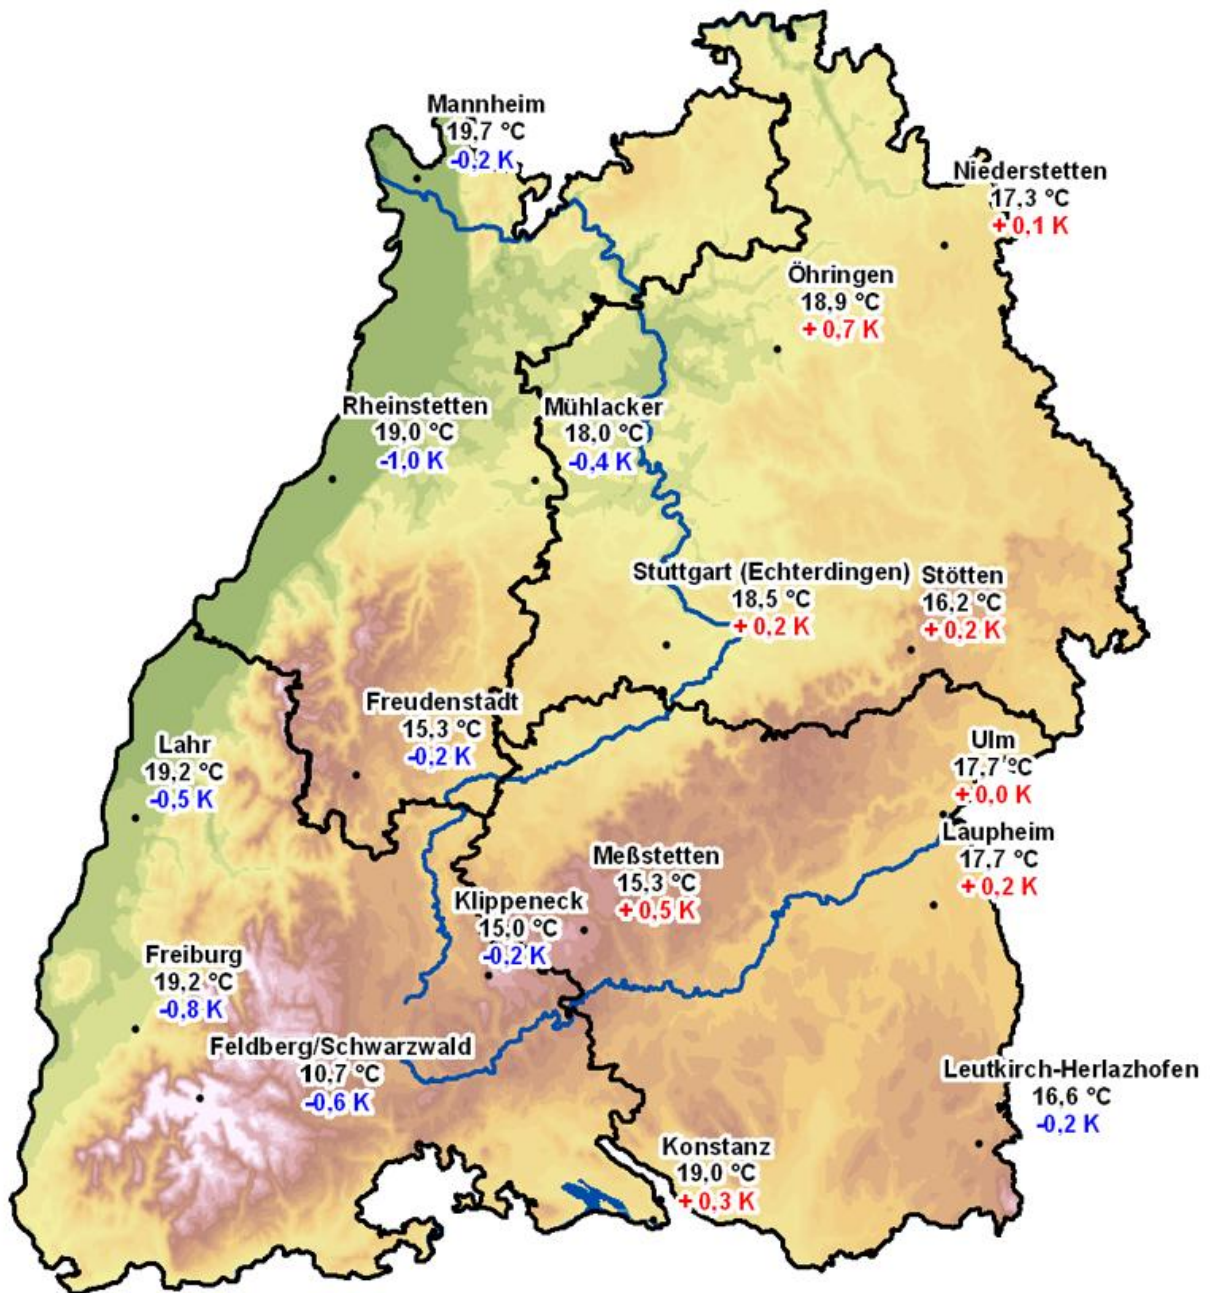 Mannheim
19,7 °C
-0,2 K
Niederstetten
17,3 °C
+ 0,1 K
Öhringen
18,9 °C
+ 0,7 K
Rheinstetten
19,0 °C
-1,0 K
Mühlacker
18,0 °C
-0,4 K
Stuttgart (Echterdingen)
18,5 °C
+ 0,2 K
Stötten
16,2 °C
+ 0,2 K
Freudenstadt
15,3 °C
-0,2 K
Lahr
19,2 °C
-0,5 K
Ulm
17,7 °C
+ 0,0 K
Laupheim
17,7 °C
+ 0,2 K
Meßstetten
15,3 °C
+ 0,5 K
Klippeneck
15,0 °C
-0,2 K
Freiburg
19,2 °C
-0,8 K
Feldberg/Schwarzwald
10,7 °C
-0,6 K
Leutkirch-Herlazhofen
16,6 °C
-0,2 K
Konstanz
19,0 °C
+ 0,3 K